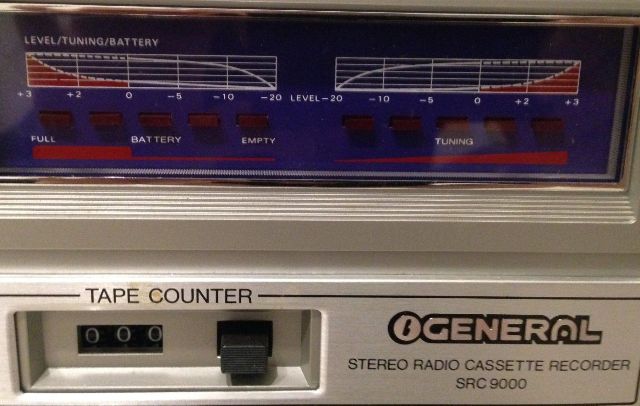 LEVEL/TUNING/BATTERY
+3 +2 0 -5 -10 -20 LEVEL -20 -10 -5 0 +2 +3
FULL BATTERY EMPTY TUNING
TAPE COUNTER
000
GENERAL
STEREO RADIO CASSETTE RECORDER
SRC 9000